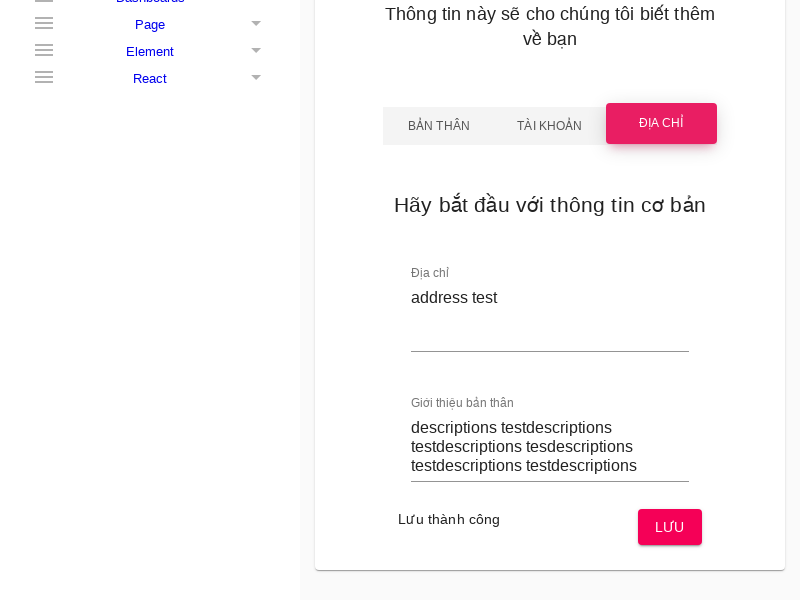 Dashboards
Page
Element
React
Thông tin này sẽ cho chúng tôi biết thêm
về bạn
BẢN THÂN
TÀI KHOẢN
ĐỊA CHỈ
Hãy bắt đầu với thông tin cơ bản
Địa chỉ
address test
Giới thiệu bản thân
descriptions testdescriptions
testdescriptions tesdescriptions
testdescriptions testdescriptions
Lưu thành công
LƯU